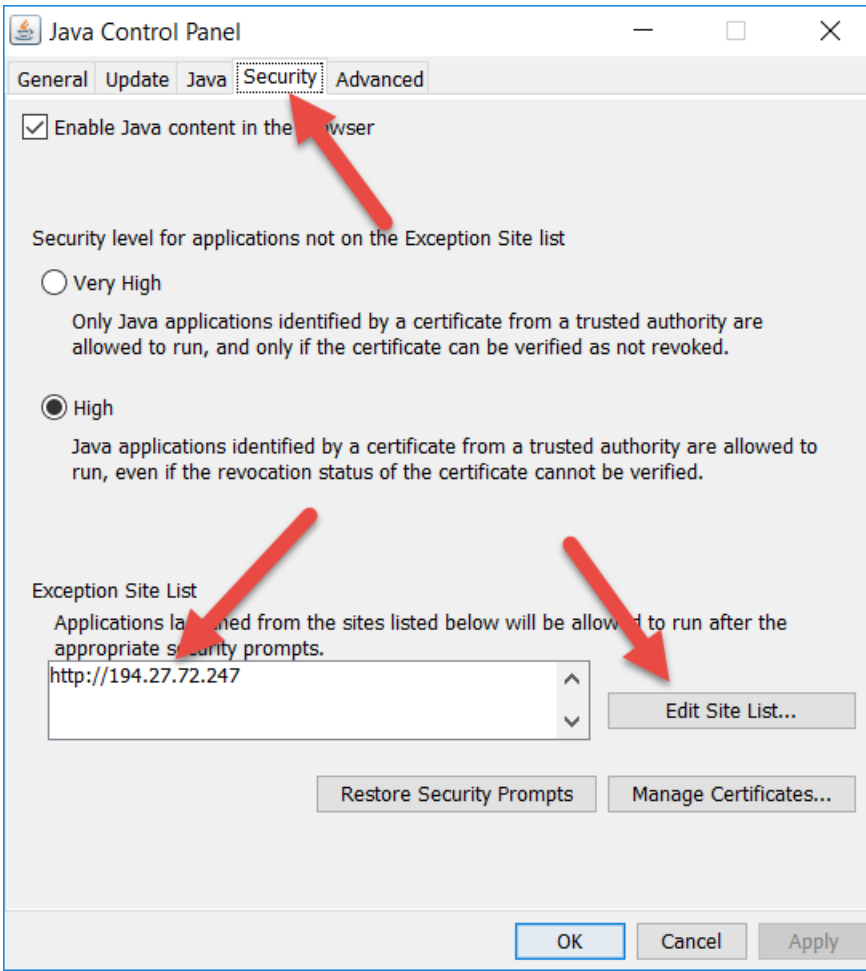 Java Control Panel
General Update Java Security Advanced
Enable Java content in the
Security level for applications not on the Exception Site list
Very High
Only Java applications identified by a certificate from a trusted authority are
allowed to run, and only if the certificate can be verified as not revoked.
High
Java applications identified by a certificate from a trusted authority are allowed to
run, even if the revocation status of the certificate cannot be verified.
Exception Site List
Applications launched from the sites listed below will be allowed to run after the
appropriate security prompts.
http://194.27.72.247
Edit Site List...
Restore Security Prompts Manage Certificates...
OK Cancel Apply